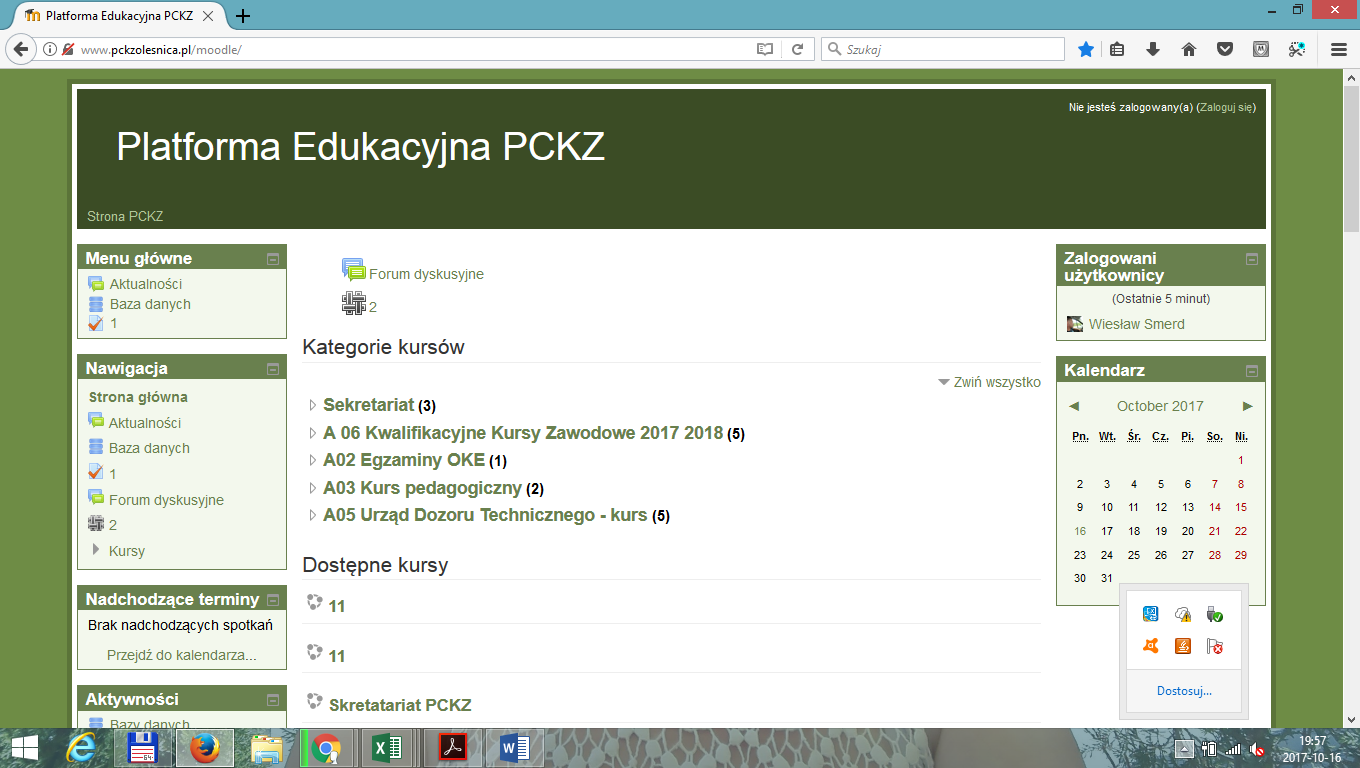 Platforma Edukacyjna PCKZ
www.pckzolesnica.pl/moodle/
Szukaj
Nie jesteś zalogowany(a) (Zaloguj się)
Platforma Edukacyjna PCKZ
Strona PCKZ
Menu główne
Aktualności
Baza danych
1
Nawigacja
Strona główna
Aktualności
Baza danych
1
Forum dyskusyjne
2
Kursy
Nadchodzące terminy
Brak nadchodzących spotkań
Przejdź do kalendarza...
Aktywności
Bazy danych
Forum dyskusyjne
2
Kategorie kursów
Zwiń wszystko
Sekretariat (3)
A 06 Kwalifikacyjne Kursy Zawodowe 2017 2018 (5)
A02 Egzaminy OKE (1)
A03 Kurs pedagogiczny (2)
A05 Urząd Dozoru Technicznego - kurs (5)
Dostępne kursy
11
11
Skretatariat PCKZ
Zalogowani
użytkownicy
(Ostatnie 5 minut)
Wiesław Smerd
Kalendarz
October 2017
Pn. Wt. Śr. Cz. Pi. So. Ni.
1
2 3 4 5 6 7 8
9 10 11 12 13 14 15
16 17 18 19 20 21 22
23 24 25 26 27 28 29
30 31
Dostosuj...
19:57
2017-10-16